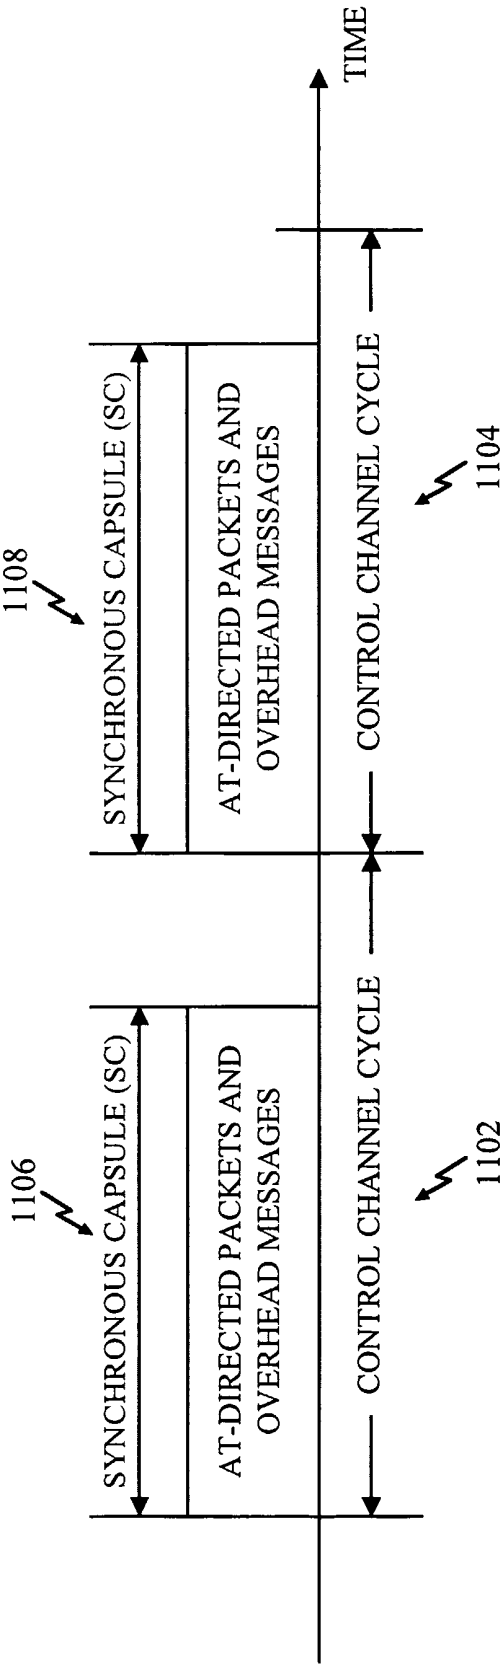 1106
SYNCHRONOUS CAPSULE (SC)
AT-DIRECTED PACKETS AND
OVERHEAD MESSAGES
CONTROL CHANNEL CYCLE
1102
1108
SYNCHRONOUS CAPSULE (SC)
AT-DIRECTED PACKETS AND
OVERHEAD MESSAGES
CONTROL CHANNEL CYCLE
1104
TIME